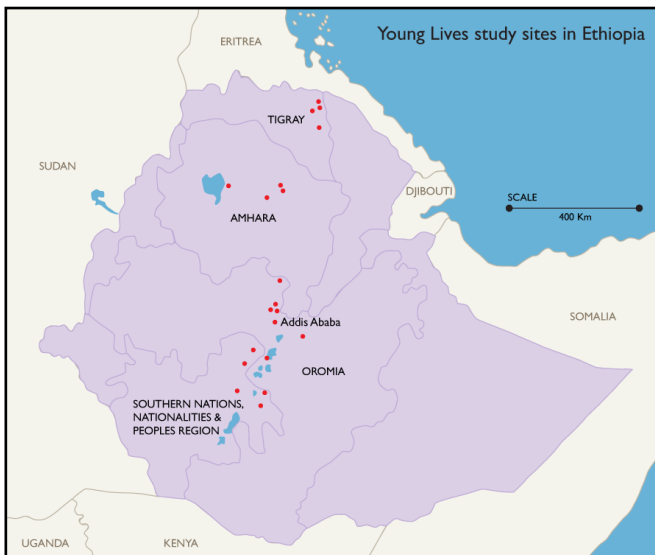 Young Lives study sites in Ethiopia
ERITREA
TIGRAY
SUDAN
DJIBOUTI
SCALE
400 Km
AMHARA
Addis Ababa
SOMALIA
OROMIA
SOUTHERN NATIONS,
NATIONALITIES &
PEOPLES REGION
UGANDA
KENYA